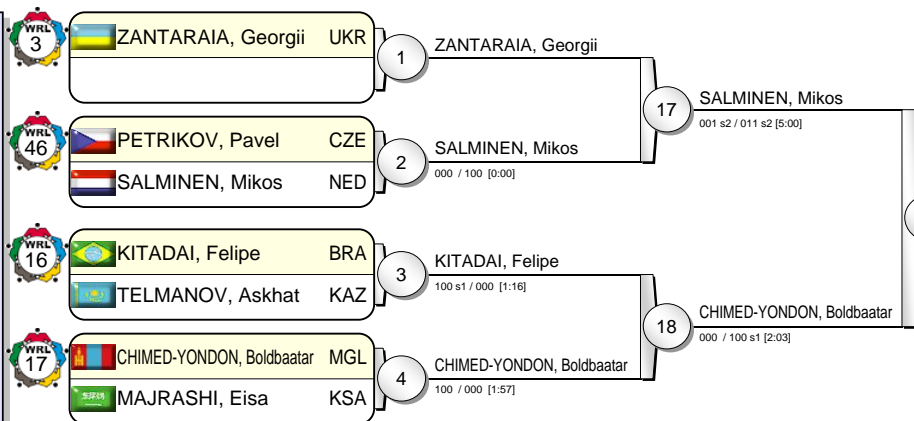 WRL
3
ZANTARAIA, Georgii UKR
1
ZANTARAIA, Georgii
17
SALMINEN, Mikos
001 s2 / 011 s2 [5:00]
WRL
46
PETRIKOV, Pavel CZE
SALMINEN, Mikos NED
2
SALMINEN, Mikos
000 / 100 [0:00]
WRL
16
KITADAI, Felipe BRA
TELMANOV, Askhat KAZ
3
KITADAI, Felipe
100 s1 / 000 [1:16]
18
CHIMED-YONDON, Boldbaatar
000 / 100 s1 [2:03]
WRL
17
CHIMED-YONDON, Boldbaatar MGL
MAJRASHI, Eisa KSA
4
CHIMED-YONDON, Boldbaatar
100 / 000 [1:57]